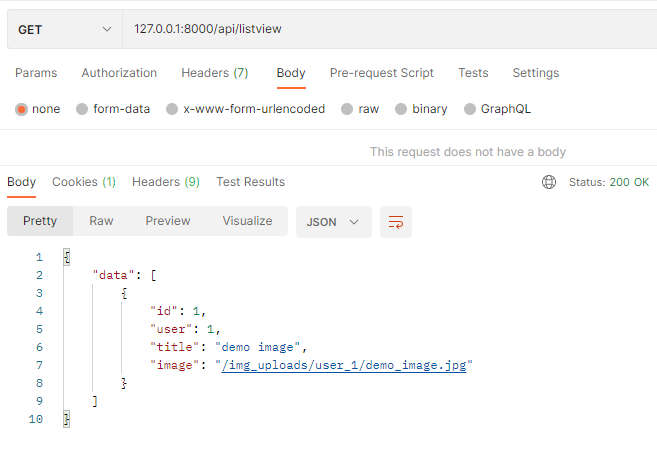 GET 127.0.0.1:8000/api/listview
Params Authorization Headers (7) Body Pre-request Script Tests Settings
none form-data x-www-form-urlencoded raw binary GraphQL
This request does not have a body
Body Cookies (1) Headers (9) Test Results Status: 200 OK
Pretty Raw Preview Visualize JSON
1 {
2 "data": [
3 {
4 "id": 1,
5 "user": 1,
6 "title": "demo image",
7 "image": "/img_uploads/user_1/demo_image.jpg"
8 }
9 ]
10 }